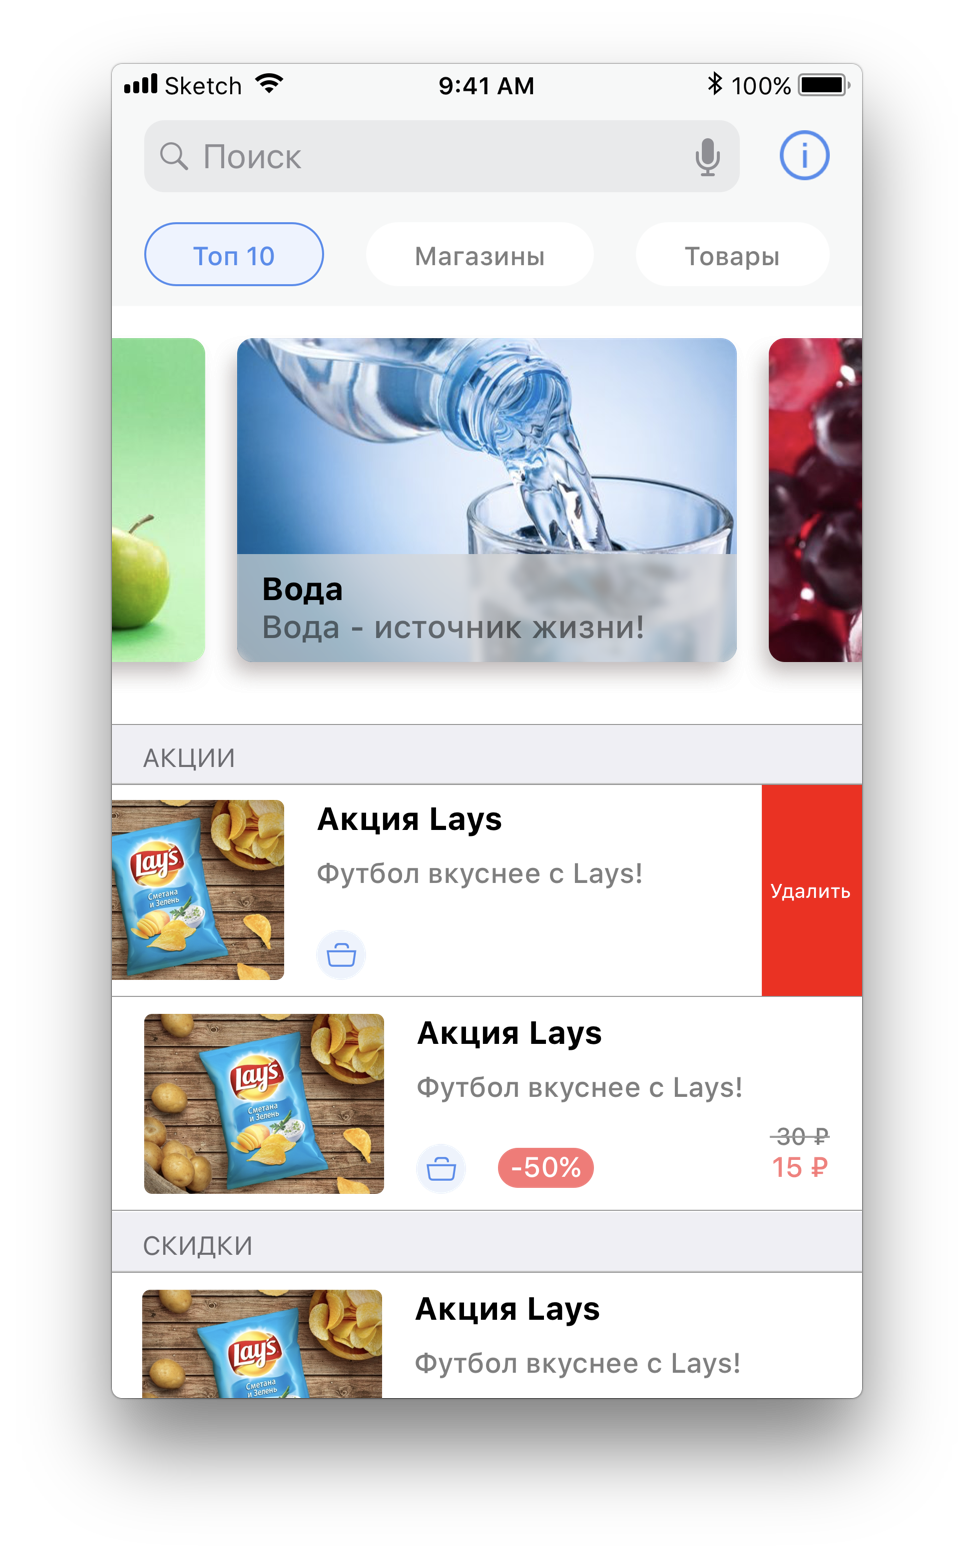 Sketch 9:41 AM 100%
Поиск
Топ 10 Магазины Товары
Вода
Вода - источник жизни!
АКЦИИ
Акция Lays
Футбол вкуснее с Lays!
Удалить
Lay's
Сметана
и Зелень
Акция Lays
Футбол вкуснее с Lays!
30 ₽
-50% 15 ₽
Lay's
Сметана
и Зелень
СКИДКИ
Акция Lays
Футбол вкуснее с Lays!
Lay's
Сметана
и Зелень